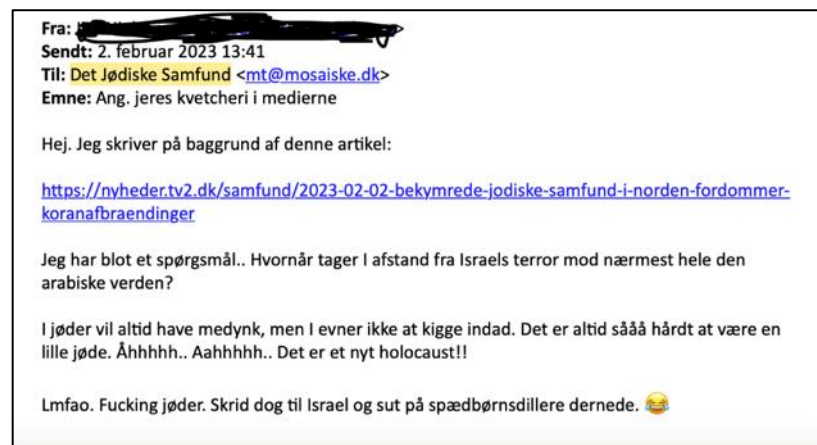 Fra:
Sendt: 2. februar 2023 13:41
Til: Det Jødiske Samfund <mt@mosaiske.dk>
Emne: Ang. jeres kvetcheri i medierne
Hej. Jeg skriver på baggrund af denne artikel:
https://nyheder.tv2.dk/samfund/2023-02-02-bekymrede-jodiske-samfund-i-norden-fordommer-
koranafbraendinger
Jeg har blot et spørgsmål.. Hvornår tager I afstand fra Israels terror mod nærmest hele den
arabiske verden?
I jøder vil altid have medynk, men I evner ikke at kigge indad. Det er altid sååå hårdt at være en
lille jøde. Åhhhhh.. Aahhhhh.. Det er et nyt holocaust!!
Lmfao. Fucking jøder. Skrid dog til Israel og sut på spædbørnsdillere dernede. 😂